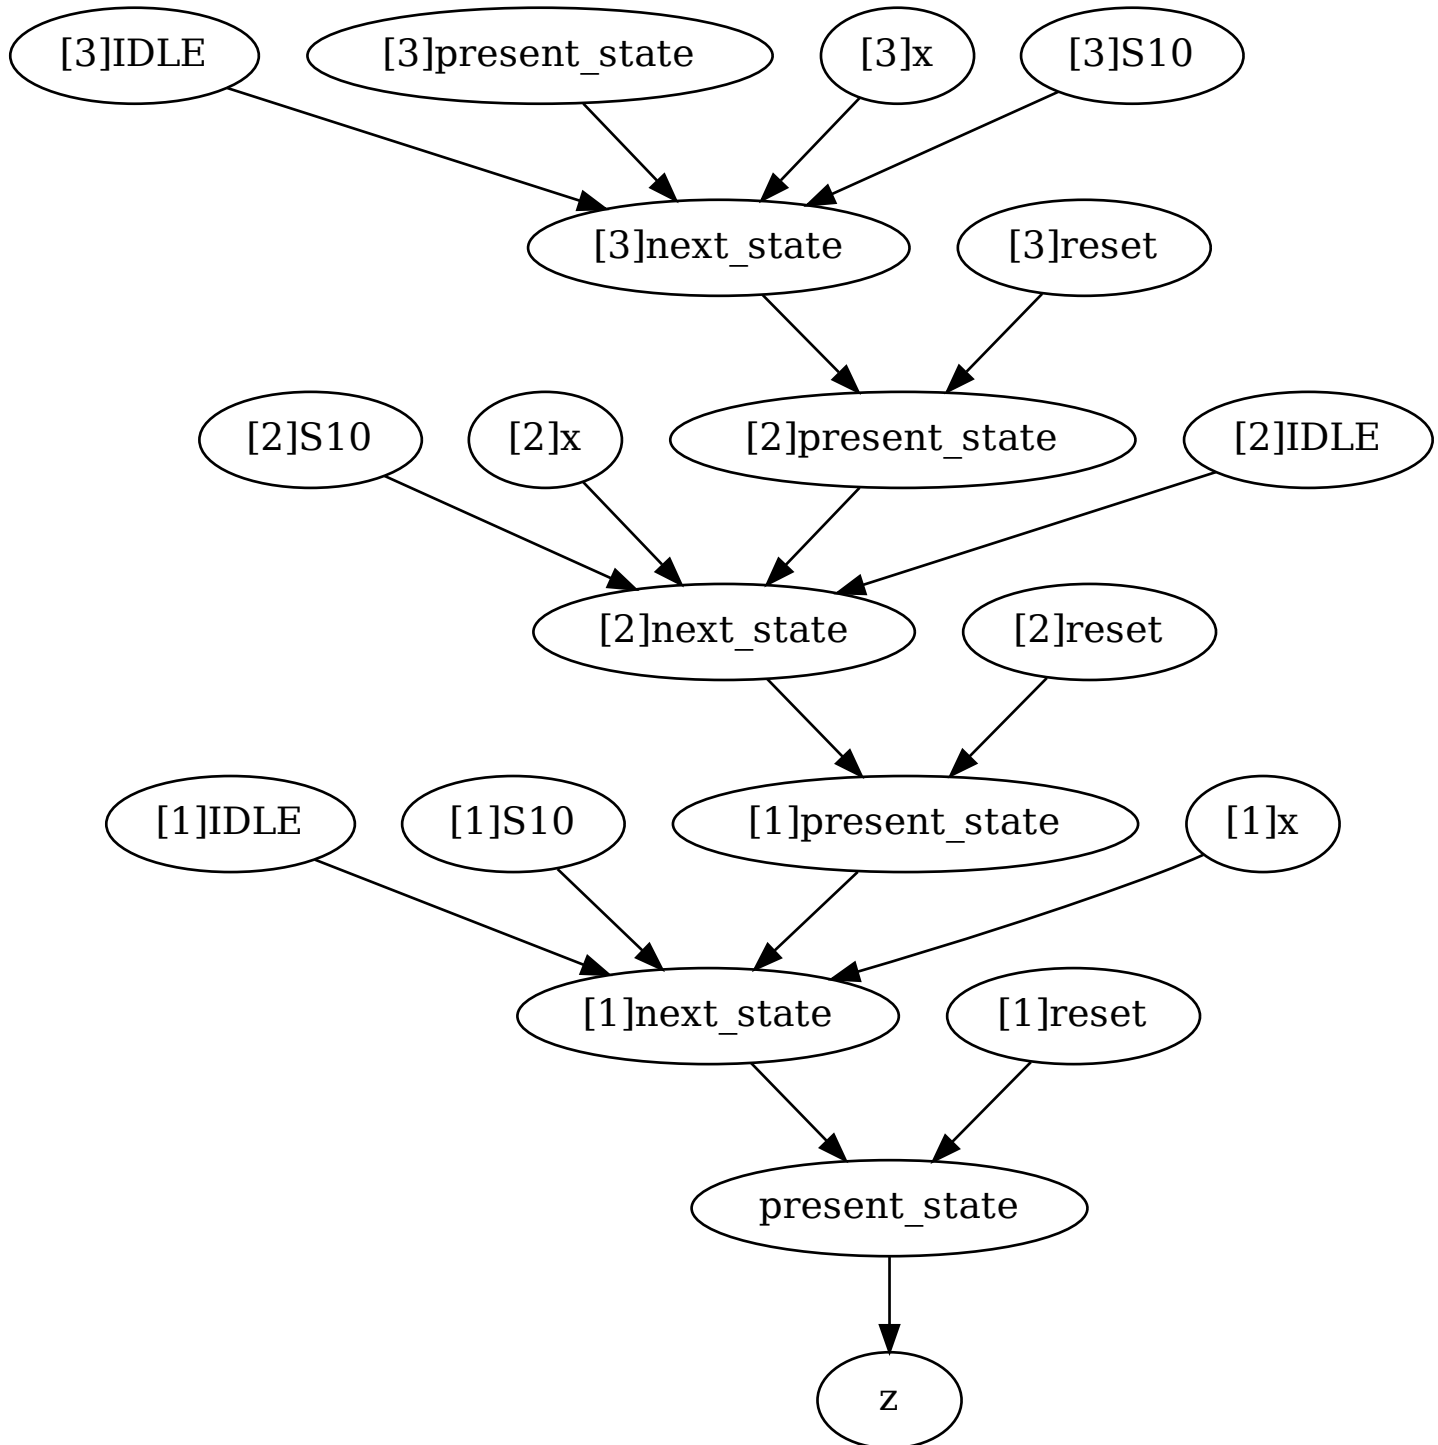 [3]IDLE
[3]present_state
[3]x
[3]S10
[3]next_state
[3]reset
[2]S10
[2]x
[2]present_state
[2]IDLE
[2]next_state
[2]reset
[1]IDLE
[1]S10
[1]present_state
[1]x
[1]next_state
[1]reset
present_state
z